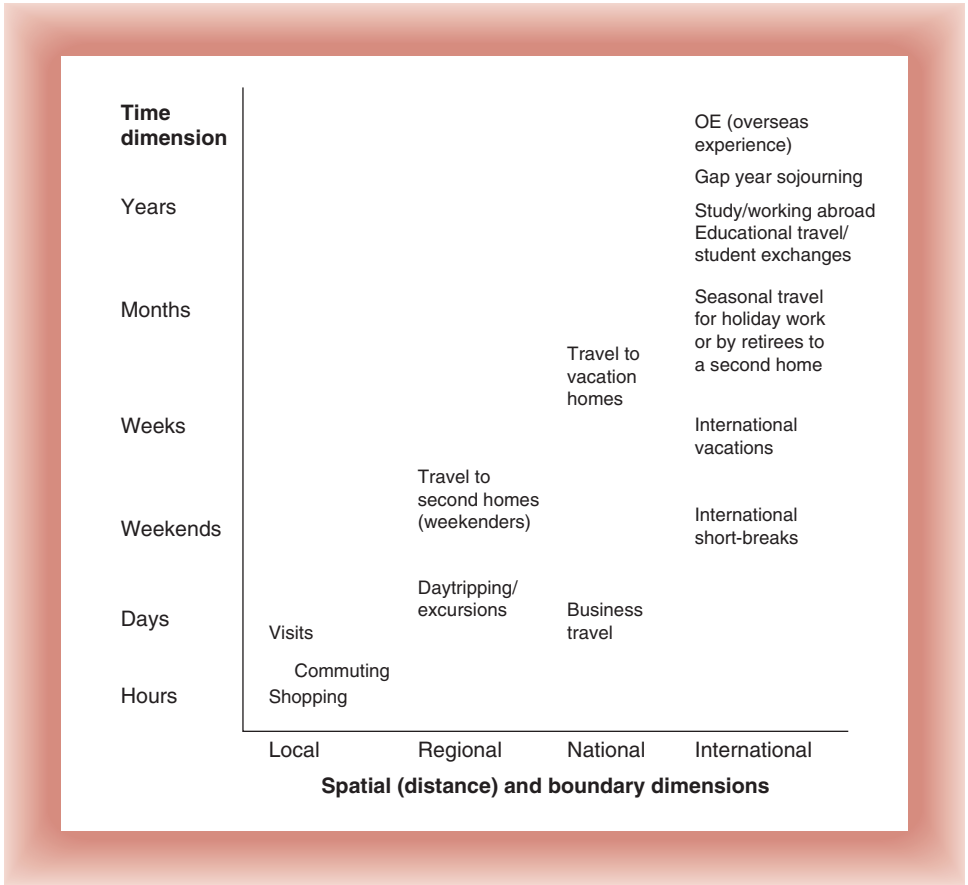 Time
dimension
Years
Months
Weeks
Weekends
Days
Hours
OE (overseas
experience)
Gap year sojourning
Study/working abroad
Educational travel/
student exchanges
Seasonal travel
for holiday work
or by retirees to
a second home
Travel to
vacation
homes
International
vacations
Travel to
second homes
(weekenders)
International
short-breaks
Daytripping/
excursions
Business
travel
Visits
Commuting
Shopping
Local
Regional
National
International
Spatial (distance) and boundary dimensions